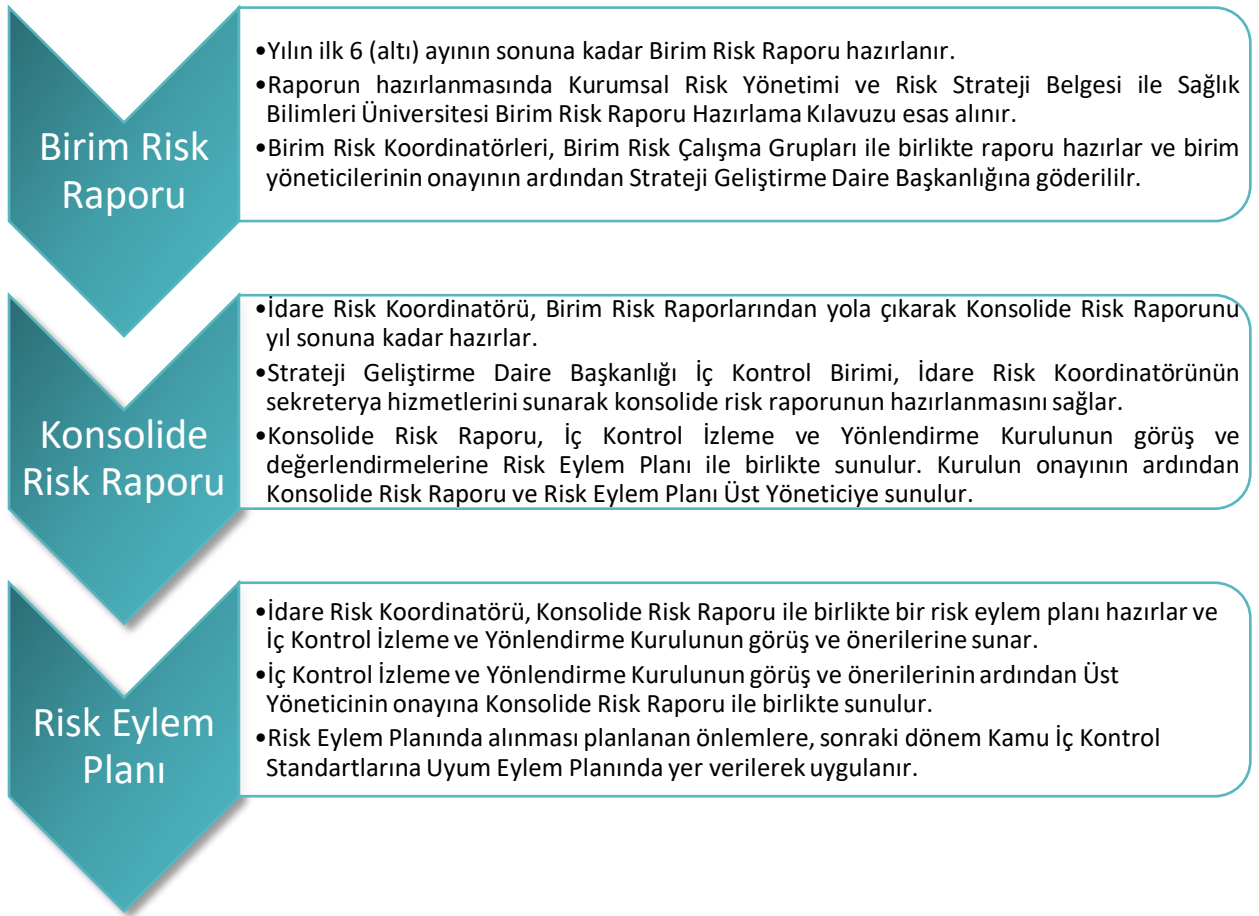 Birim Risk
Raporu
•Yılın ilk 6 (altı) ayının sonuna kadar Birim Risk Raporu hazırlanır.
•Raporun hazırlanmasında Kurumsal Risk Yönetimi ve Risk Strateji Belgesi ile Sağlık
Bilimleri Üniversitesi Birim Risk Raporu Hazırlama Kılavuzu esas alınır.
•Birim Risk Koordinatörleri, Birim Risk Çalışma Grupları ile birlikte raporu hazırlar ve birim
yöneticilerinin onayının ardından Strateji Geliştirme Daire Başkanlığına göderililr.
Konsolide
Risk Raporu
•İdare Risk Koordinatörü, Birim Risk Raporlarından yola çıkarak Konsolide Risk Raporunu
yıl sonuna kadar hazırlar.
•Strateji Geliştirme Daire Başkanlığı İç Kontrol Birimi, İdare Risk Koordinatörünün
sekreterya hizmetlerini sunarak konsolide risk raporunun hazırlanmasını sağlar.
•Konsolide Risk Raporu, İç Kontrol İzleme ve Yönlendirme Kurulunun görüş ve
değerlendirmelerine Risk Eylem Planı ile birlikte sunulur. Kurulun onayının ardından
Konsolide Risk Raporu ve Risk Eylem Planı Üst Yöneticiye sunulur.
Risk Eylem
Planı
•İdare Risk Koordinatörü, Konsolide Risk Raporu ile birlikte bir risk eylem planı hazırlar ve
İç Kontrol İzleme ve Yönlendirme Kurulunun görüş ve önerilerine sunar.
•İç Kontrol İzleme ve Yönlendirme Kurulunun görüş ve önerilerinin ardından Üst
Yöneticinin onayına Konsolide Risk Raporu ile birlikte sunulur.
•Risk Eylem Planında alınması planlanan önlemlere, sonraki dönem Kamu İç Kontrol
Standartlarına Uyum Eylem Planında yer verilerek uygulanır.